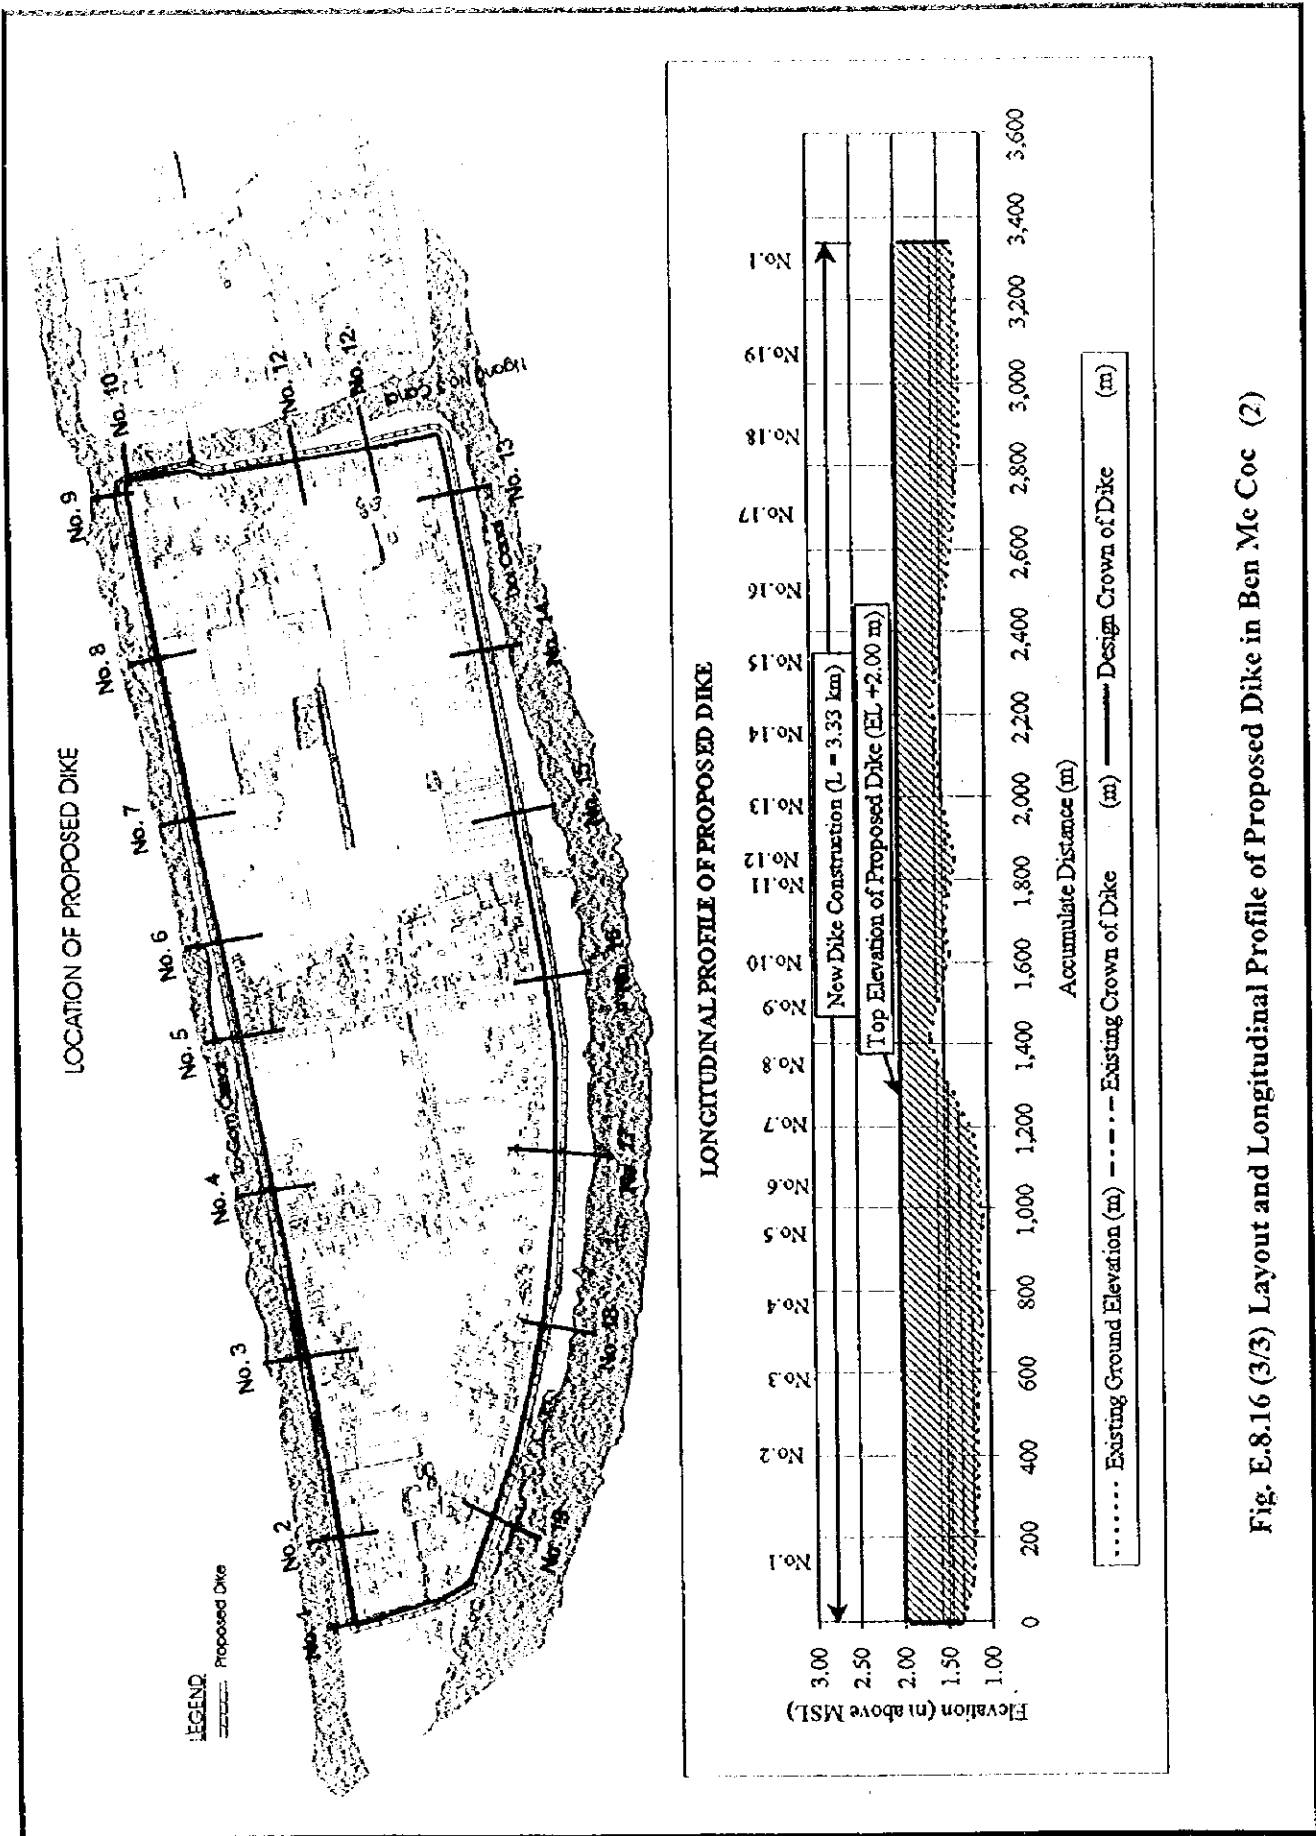 LOCATION OF PROPOSED DIKE
LEGEND
Proposed Dike
No. 2
No. 3
No. 4
No. 5
No. 6
No. 7
No. 8
No. 9
No. 10
No. 12
No. 12
No. 13
No. 14
No. 15
No. 16
No. 17
No. 18
No. 19
Canal
Doi Canal
LONGITUDINAL PROFILE OF PROPOSED DIKE
No.1
No.2
No.3
No.4
No.5
No.6
No.7
No.8
No.9
No.10
No.11
No.12
No.13
No.14
No.15
No.16
No.17
No.18
No.19
No.1
New Dike Construction (L = 3.33 km)
Top Elevation of Proposed Dike (EL +2.00 m)
Elevation (m above MSL)
3.00
2.50
2.00
1.50
1.00
0 200 400 600 800 1,000 1,200 1,400 1,600 1,800 2,000 2,200 2,400 2,600 2,800 3,000 3,200 3,400 3,600
Accumulate Distance (m)
Existing Ground Elevation (m) Existing Crown of Dike (m) Design Crown of Dike (m)
Fig. E.8.16 (3/3) Layout and Longitudinal Profile of Proposed Dike in Ben Me Coc (2)